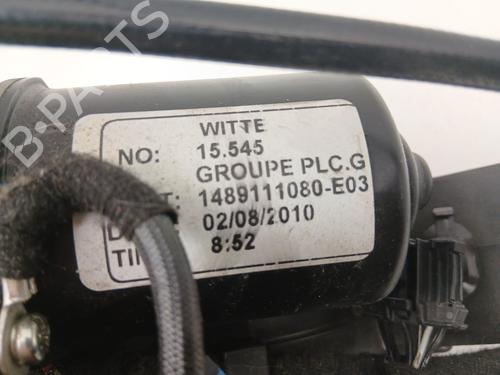 B-PARTS
WITTE
NO: 15.545
GROUPE PLC.G
1489111080-E03
02/08/2010
8:52